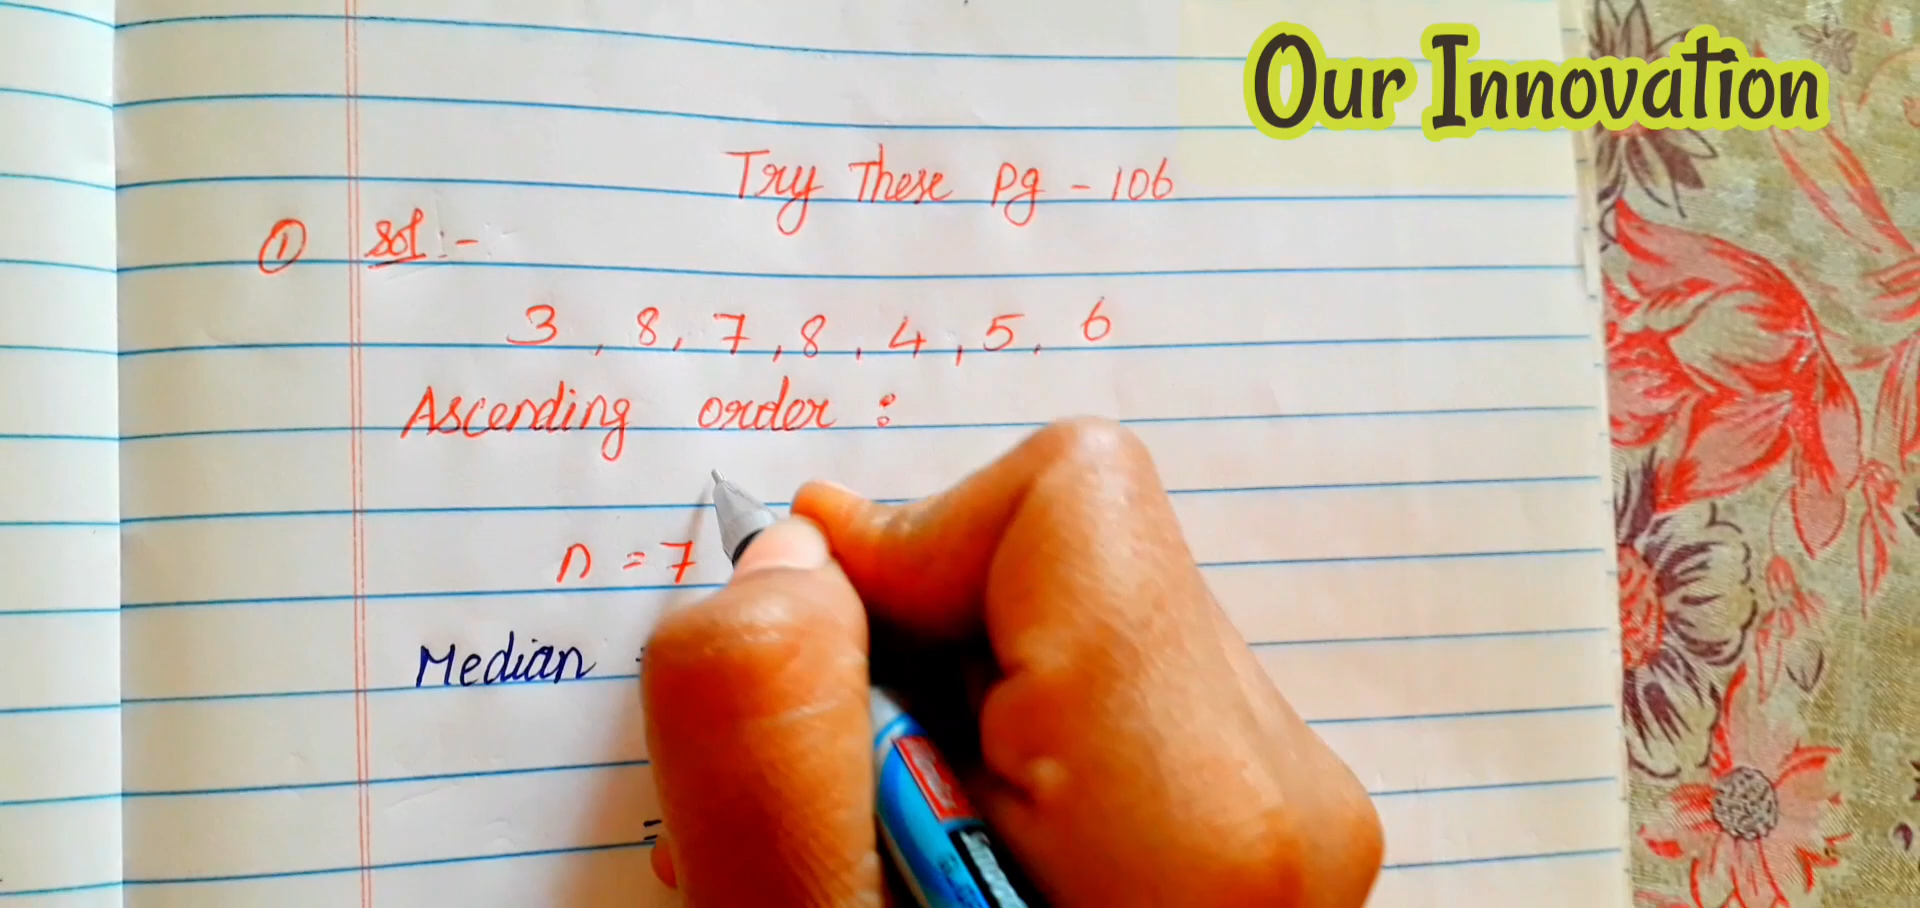 Our Innovation
Try These Pg - 106
① Sol :-
3, 8, 7, 8, 4, 5, 6
Ascending order :
n = 7
Median =
=